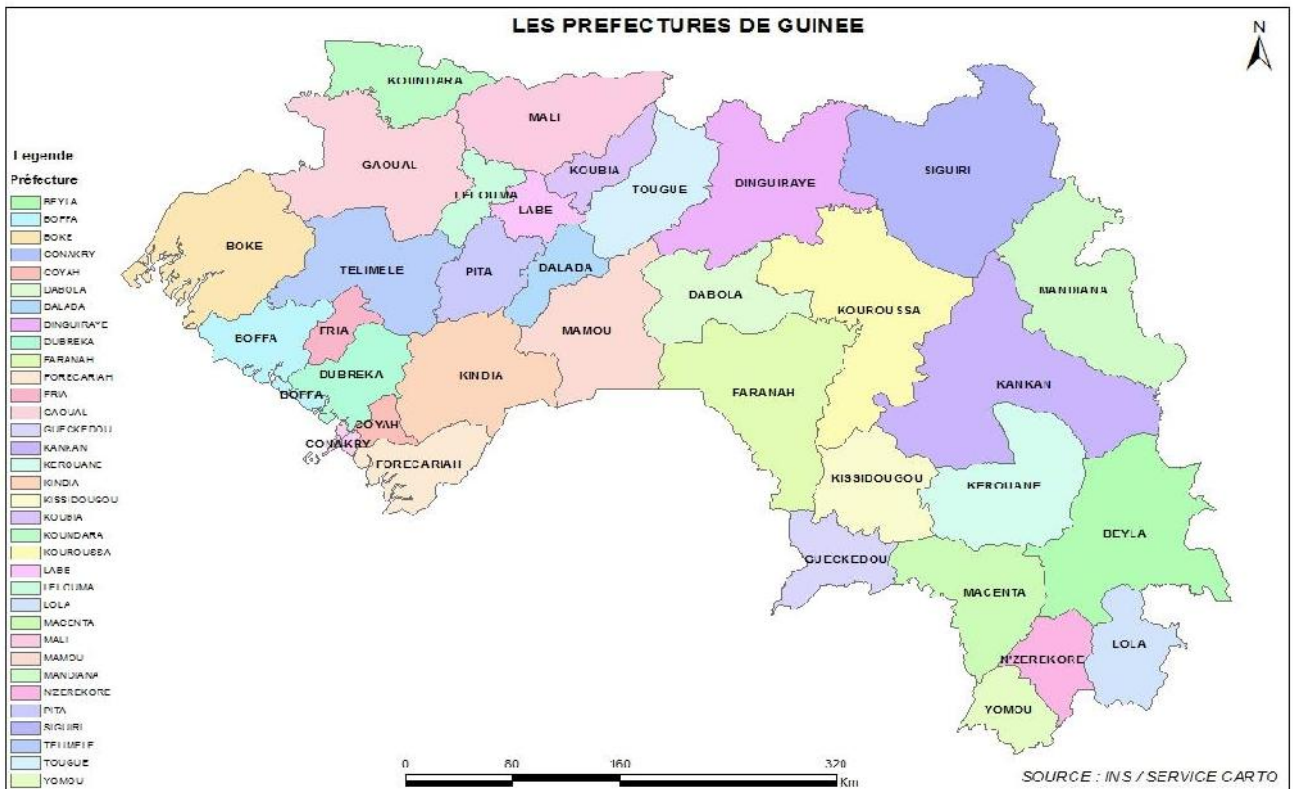 LES PREFECTURES DE GUINEE
N
KOUNDARA
MALI
GAOUAL
KOUBIA
SIGUIRI
LELOUMA
TOUGUE
DINGUIRAYE
LABE
BOKE
TELIMELE
PITA
DALADA
DABOLA
MANDIANA
KOUROUSSA
BOFFA
FRIA
MAMOU
DUBREKA
KINDIA
KANKAN
FARANAH
BOFFA
COYAH
CONAKRY
FORECARIAH
KISSIDOUGOU
KEROUANE
BEYLA
GUECKEDOU
MACENTA
N'ZEREKORE
LOLA
YOMOU
Legende
Préfecture
BEYLA
BOFFA
BOKE
CONAKRY
COYAH
DABOLA
DALADA
DINGUIRAYE
DUBREKA
FARANAH
FORECARIAH
FRIA
GAOUAL
GUECKEDOU
KANKAN
KEROUANE
KINDIA
KISSIDOUGOU
KOUBIA
KOUNDARA
KOUROUSSA
LABE
LELOUMA
LOLA
MACENTA
MALI
MAMOU
MANDIANA
NZEREKORE
PITA
SIGUIRI
TELIMELE
TOUGUE
YOMOU
0 80 160 320
Km
SOURCE : INS / SERVICE CARTO